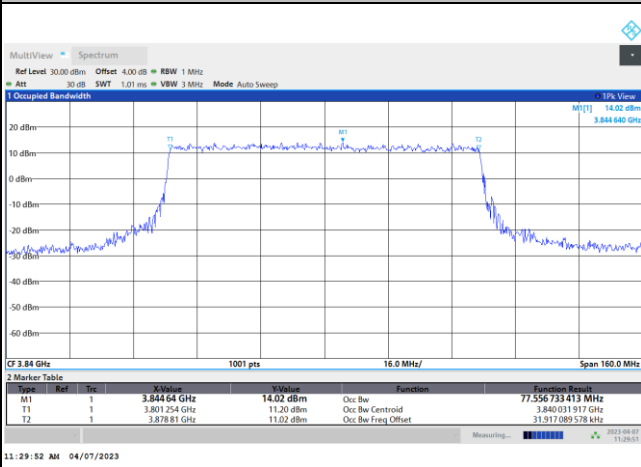 MultiView Spectrum
Ref Level 30.00 dBm Offset 4.00 dB RBW 1 MHz
Att 30 dB SWT 1.01 ms VBW 3 MHz Mode Auto Sweep
1 Occupied Bandwidth 1Pk View
M1[1] 14.02 dBm
3.844 640 GHz
20 dBm
M1
T1 T2
10 dBm
0 dBm
-10 dBm
-20 dBm
-30 dBm
-40 dBm
-50 dBm
-60 dBm
CF 3.84 GHz 1001 pts 16.0 MHz/ Span 160.0 MHz
2 Marker Table
Type Ref Trc X-Value Y-Value Function Function Result
M1 1 3.844 64 GHz 14.02 dBm Occ Bw 77.556 733 413 MHz
T1 1 3.801 254 GHz 11.20 dBm Occ Bw Centroid 3.840 031 917 GHz
T2 1 3.878 81 GHz 11.02 dBm Occ Bw Freq Offset 31.917 089 578 kHz
Measuring... 2023-04-07
11:29:51
11:29:52 AM 04/07/2023